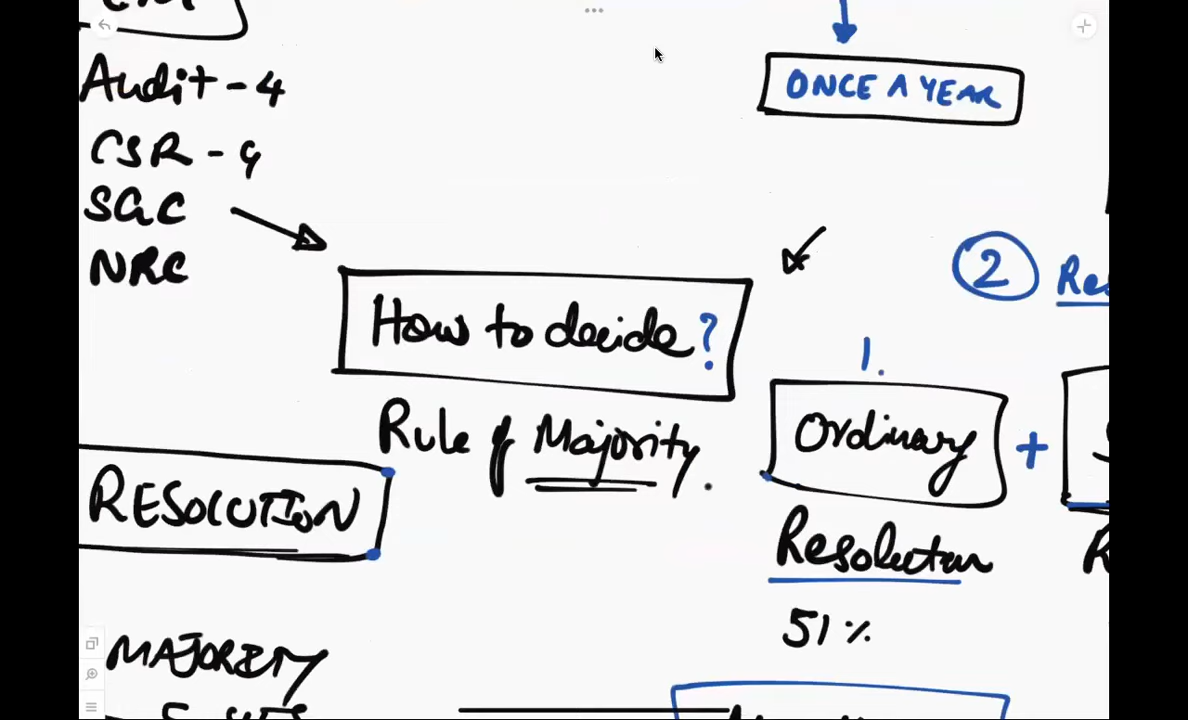 Audit - 4
CSR - 4
SGC
NRC
ONCE A YEAR
2
How to decide?
Rule of Majority.
1.
Ordinary
+
Resolution
51%
RESOLUTION
MAJORITY